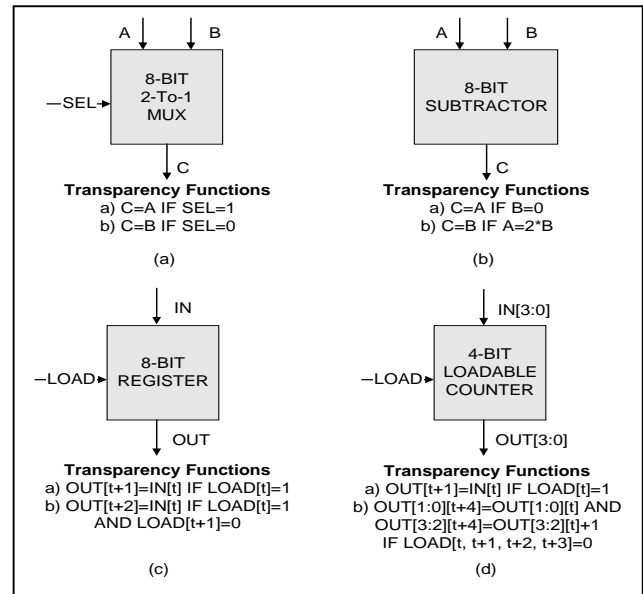 A B
8-BIT
2-To-1
MUX
SEL
C
Transparency Functions
a) C=A IF SEL=1
b) C=B IF SEL=0
(a)
A B
8-BIT
SUBTRACTOR
C
Transparency Functions
a) C=A IF B=0
b) C=B IF A=2*B
(b)
IN
8-BIT
REGISTER
LOAD
OUT
Transparency Functions
a) OUT[t+1]=IN[t] IF LOAD[t]=1
b) OUT[t+2]=IN[t] IF LOAD[t]=1
AND LOAD[t+1]=0
(c)
IN[3:0]
4-BIT
LOADABLE
COUNTER
LOAD
OUT[3:0]
Transparency Functions
a) OUT[t+1]=IN[t] IF LOAD[t]=1
b) OUT[1:0][t+4]=OUT[1:0][t] AND
OUT[3:2][t+4]=OUT[3:2][t]+1
IF LOAD[t, t+1, t+2, t+3]=0
(d)